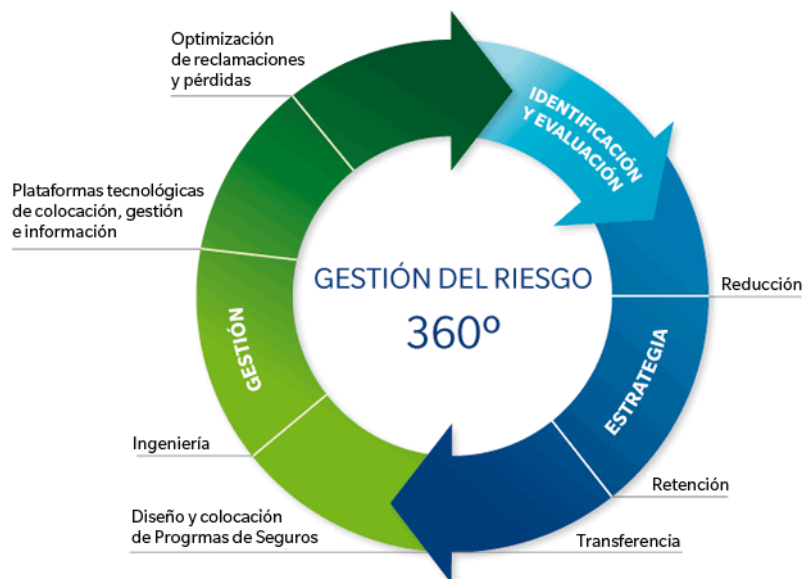 Optimización
de reclamaciones
y pérdidas
IDENTIFICACIÓN
Y EVALUACIÓN
Plataformas tecnológicas
de colocación, gestión
e información
GESTIÓN DEL RIESGO
360º
Reducción
GESTIÓN
ESTRATEGIA
Ingeniería
Retención
Diseño y colocación
de Progrmas de Seguros
Transferencia